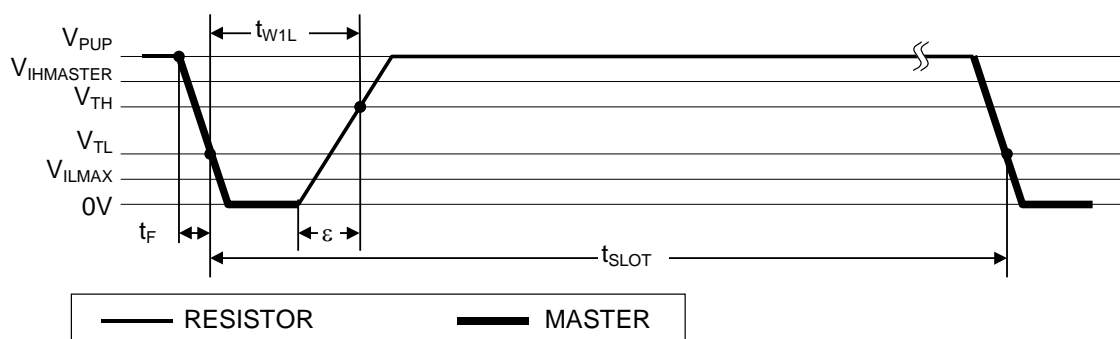 t_W1L
V_PUP
V_IHMASTER
V_TH
V_TL
V_ILMAX
0V
t_F
ε
t_SLOT
RESISTOR MASTER